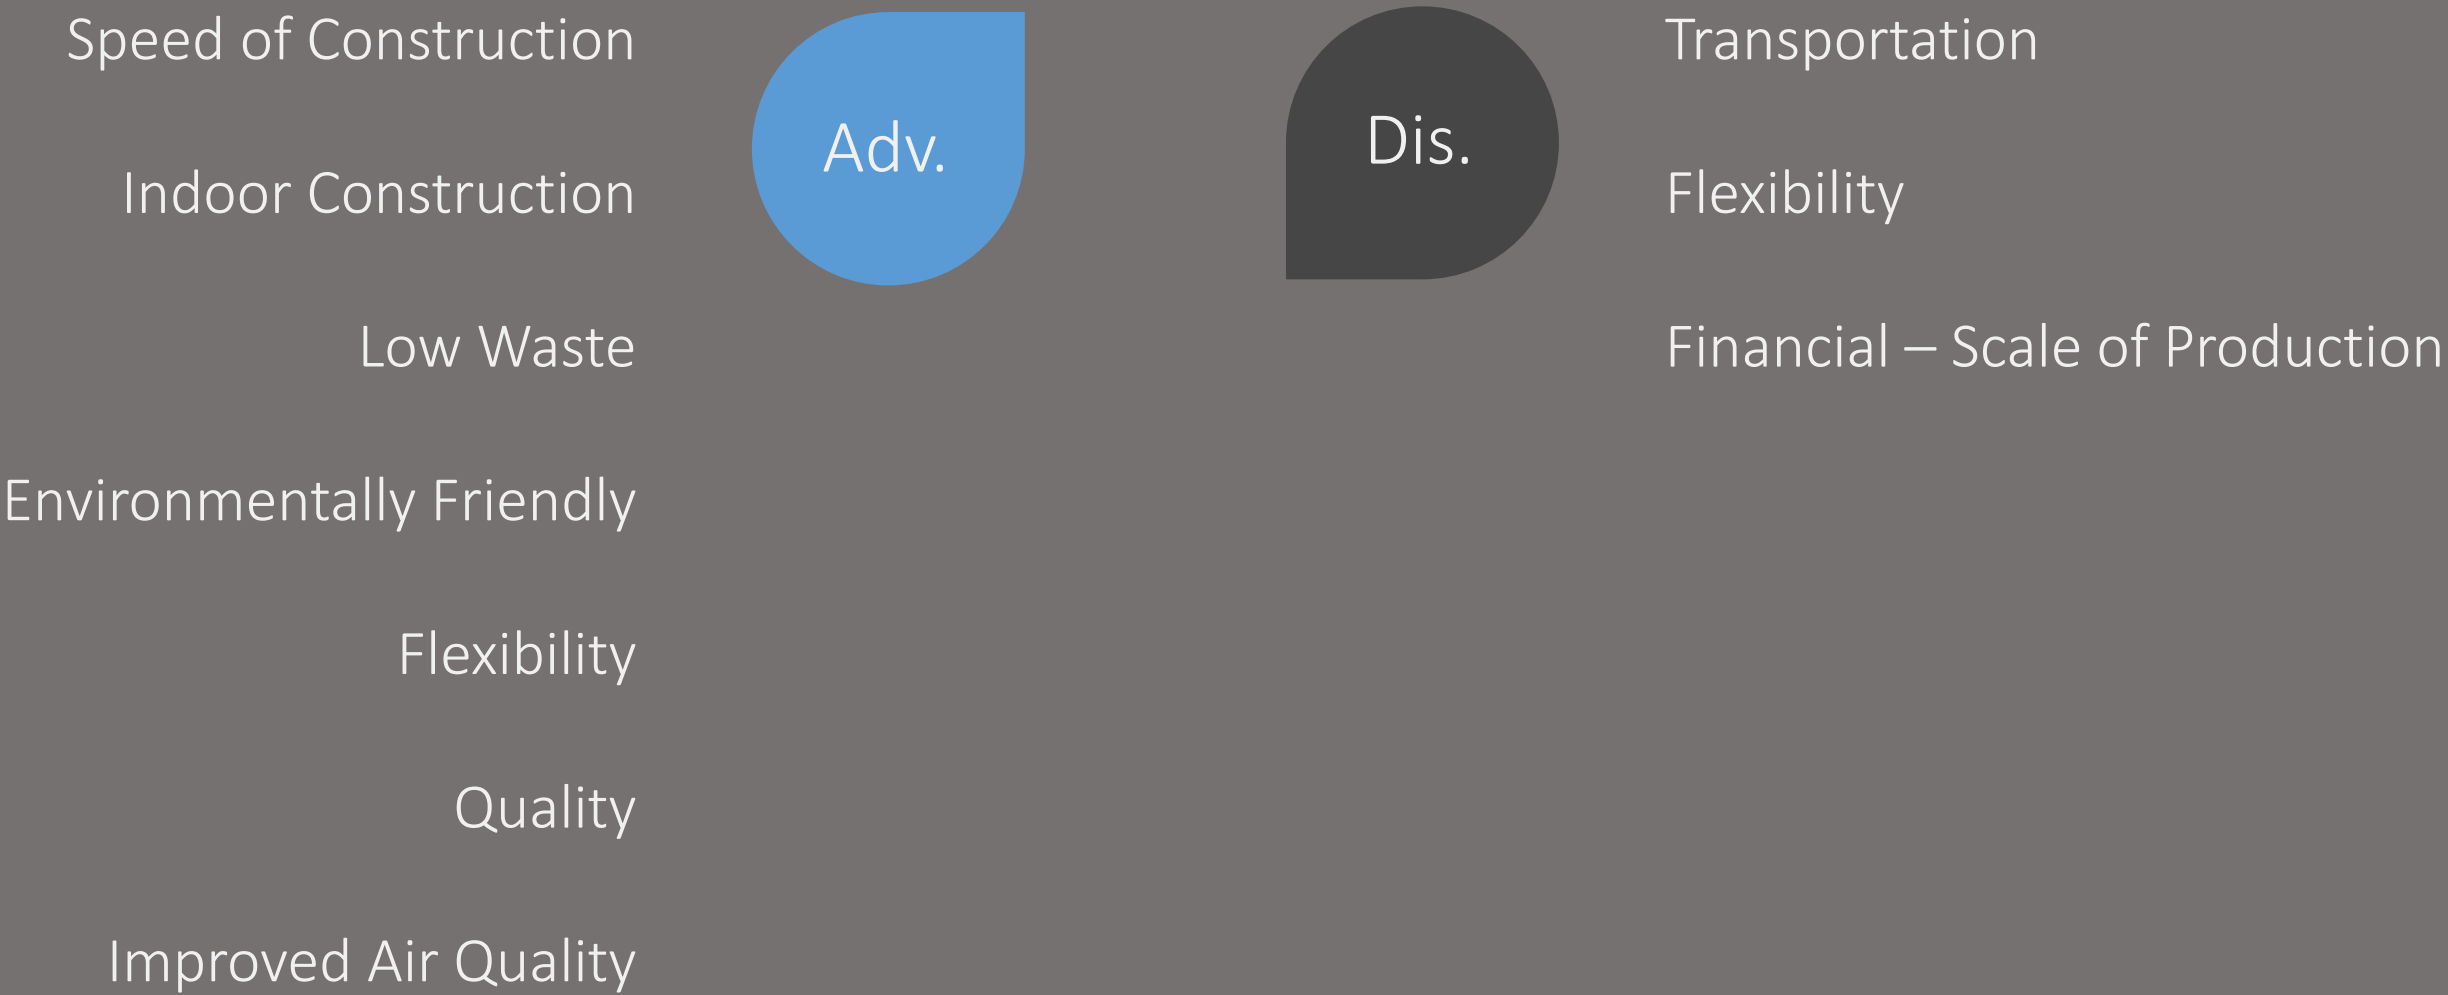 Speed of Construction
Indoor Construction
Low Waste
Environmentally Friendly
Flexibility
Quality
Improved Air Quality
Adv.
Dis.
Transportation
Flexibility
Financial – Scale of Production